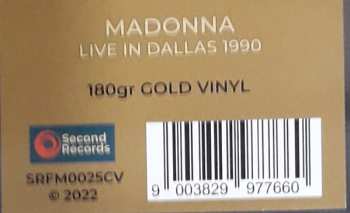 MADONNA
LIVE IN DALLAS 1990
180gr GOLD VINYL
Second
Records
SRFM0025CV
© 2022
9 003829 977660